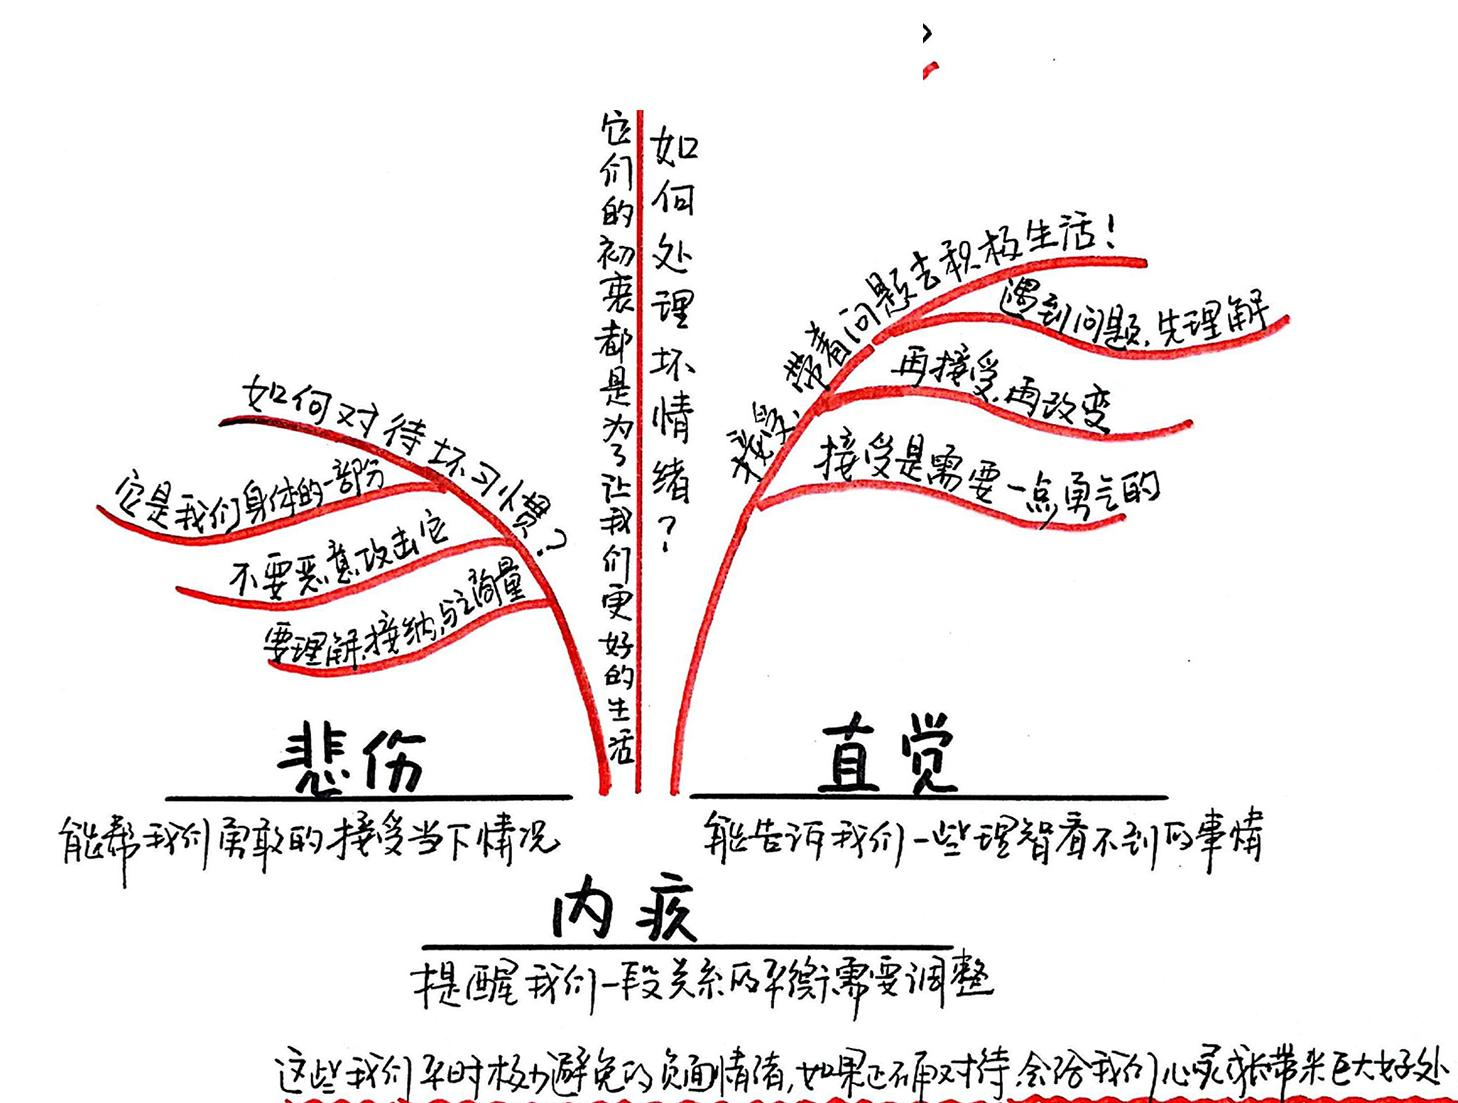 它们的初衷都是为了让我们更好的生活
如何处理坏情绪？
如何对待坏习惯？
它是我们身体的一部份
不要恶意攻击它
要理解,接纳,与之商量
接受,带着问题去积极生活！
遇到问题,先理解
再接受,再改变
接受是需要一点勇气的
悲伤
能帮我们勇敢的接受当下情况
直觉
能告诉我们一些理智看不到的事情
内疚
提醒我们一段关系的平衡需要调整
这些我们平时极力避免的负面情绪,如果正确对待,会给我们心灵成长带来巨大好处